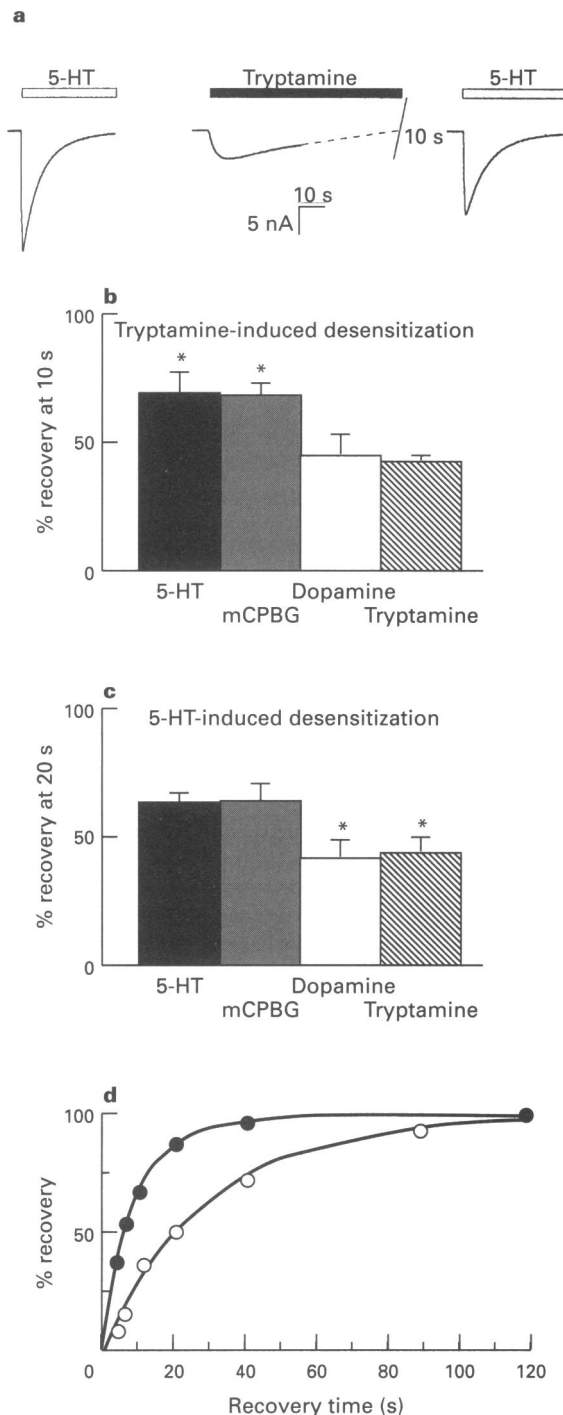 a
5-HT Tryptamine 5-HT
10 s
10 s
5 nA
b
Tryptamine-induced desensitization
% recovery at 10 s
100
50
0
* *
5-HT Dopamine
mCPBG Tryptamine
c
5-HT-induced desensitization
% recovery at 20 s
100
50
0
* *
5-HT Dopamine
mCPBG Tryptamine
d
% recovery
100
50
0 20 40 60 80 100 120
Recovery time (s)